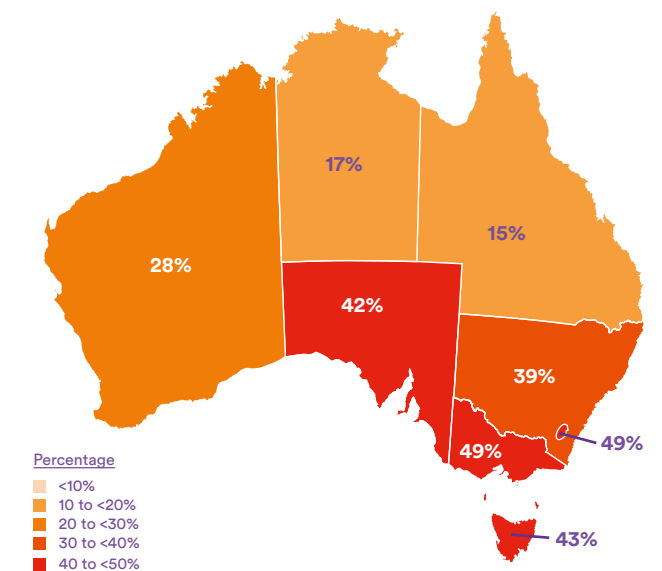 17%
15%
28%
42%
39%
49%
49%
43%
Percentage
<10%
10 to <20%
20 to <30%
30 to <40%
40 to <50%